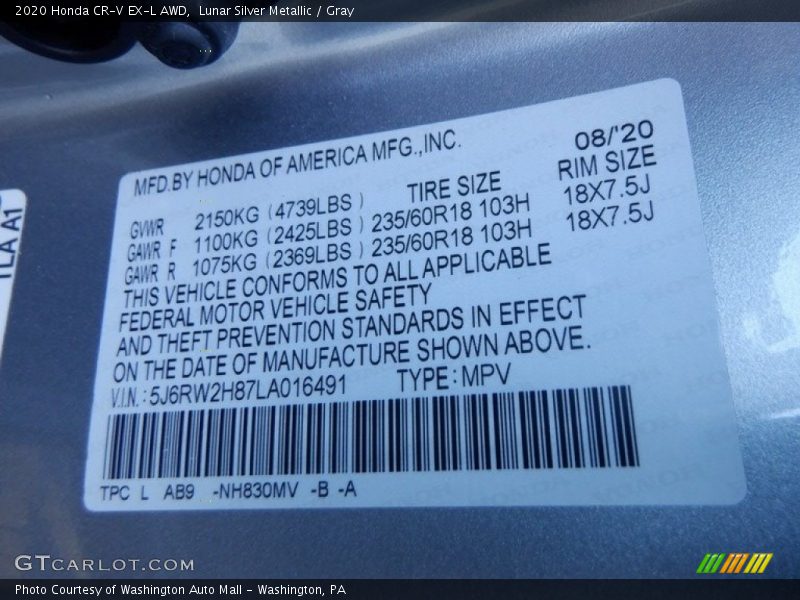 2020 Honda CR-V EX-L AWD, Lunar Silver Metallic / Gray
MFD.BY HONDA OF AMERICA MFG.,INC. 08/'20
TIRE SIZE RIM SIZE
GVWR 2150KG (4739LBS)
GAWR F 1100KG (2425LBS) 235/60R18 103H 18X7.5J
GAWR R 1075KG (2369LBS) 235/60R18 103H 18X7.5J
THIS VEHICLE CONFORMS TO ALL APPLICABLE
FEDERAL MOTOR VEHICLE SAFETY
AND THEFT PREVENTION STANDARDS IN EFFECT
ON THE DATE OF MANUFACTURE SHOWN ABOVE.
V.I.N.:5J6RW2H87LA016491 TYPE:MPV
TPC L AB9 -NH830MV -B -A
GTCARLOT.COM
Photo Courtesy of Washington Auto Mall - Washington, PA